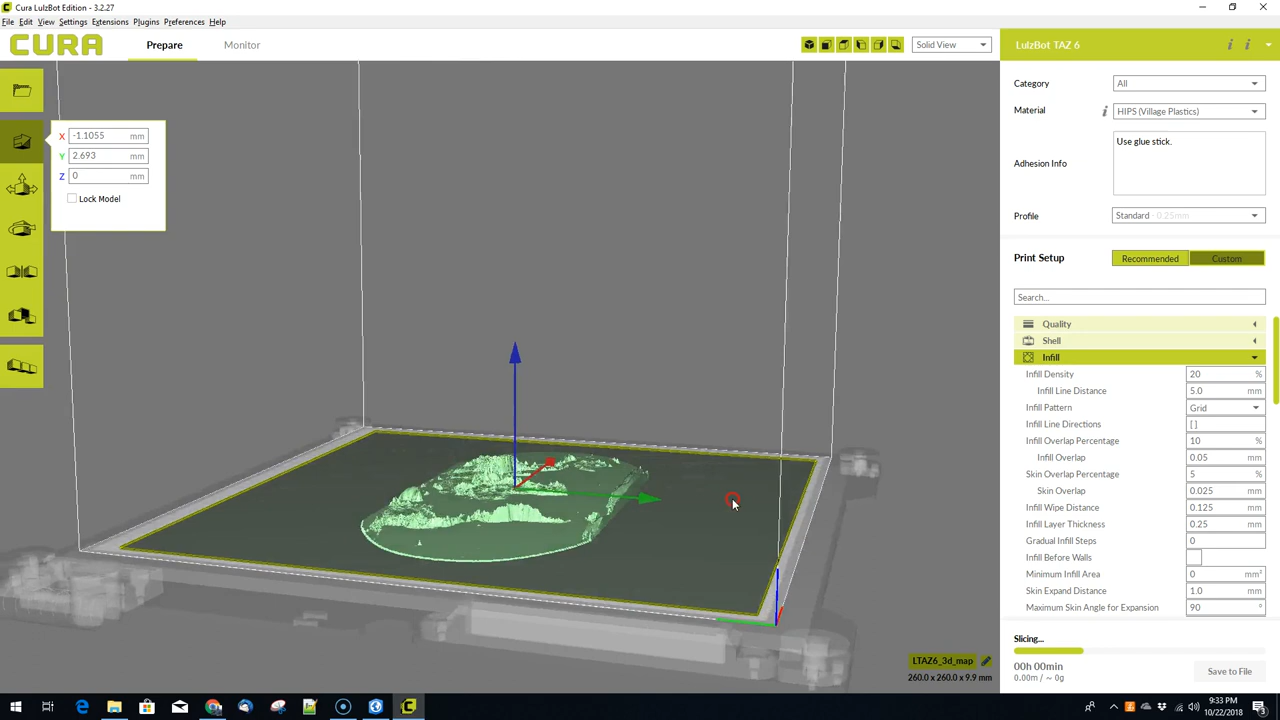 Cura LulzBot Edition - 3.2.27
File Edit View Settings Extensions Plugins Preferences Help
CURA
Prepare Monitor
Solid View
LulzBot TAZ 6
X -1.1055 mm
Y 2.693 mm
Z 0 mm
Lock Model
Category All
Material HIPS (Village Plastics)
Adhesion Info Use glue stick.
Profile Standard - 0.25mm
Print Setup Recommended Custom
Search...
Quality
Shell
Infill
Infill Density 20 %
Infill Line Distance 5.0 mm
Infill Pattern Grid
Infill Line Directions [ ]
Infill Overlap Percentage 10 %
Infill Overlap 0.05 mm
Skin Overlap Percentage 5 %
Skin Overlap 0.025 mm
Infill Wipe Distance 0.125 mm
Infill Layer Thickness 0.25 mm
Gradual Infill Steps 0
Infill Before Walls
Minimum Infill Area 0 mm²
Skin Expand Distance 1.0 mm
Maximum Skin Angle for Expansion 90 °
Slicing...
00h 00min
0.00m / ~ 0g
Save to File
LTAZ6_3d_map
260.0 x 260.0 x 9.9 mm
9:33 PM
10/22/2018
3